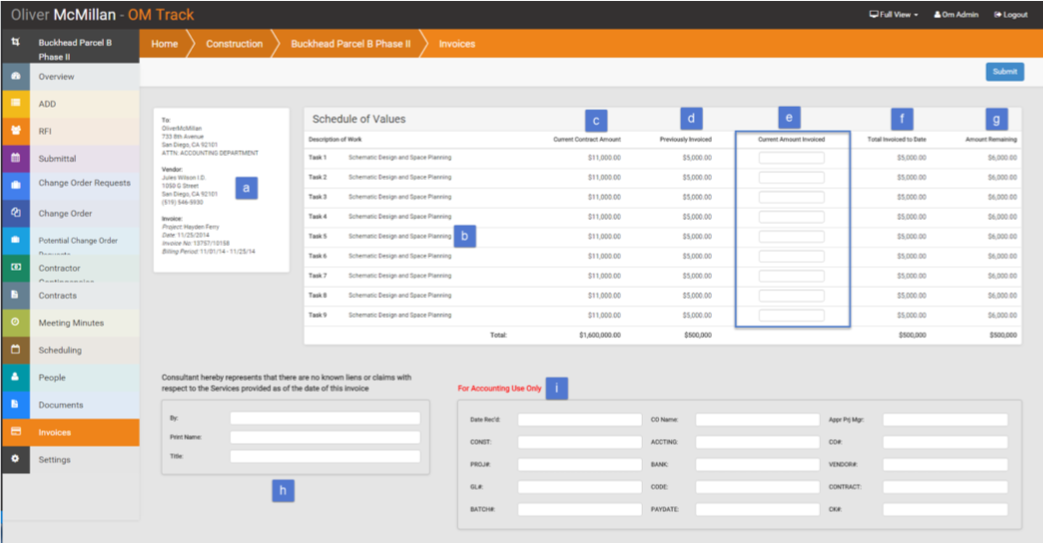 Oliver McMillan - OM Track
Full View
Om Admin
Logout
Buckhead Parcel B
Phase II
Home
Construction
Buckhead Parcel B Phase II
Invoices
Overview
ADD
RFI
Submittal
Change Order Requests
Change Order
Potential Change Order
Contractor
Contracts
Meeting Minutes
Scheduling
People
Documents
Invoices
Settings
Submit
To:
OliverMcMillan
733 8th Avenue
San Diego, CA 92101
ATTN: ACCOUNTING DEPARTMENT
Vendor:
Jules Wilson I.D.
1050 G Street
San Diego, CA 92101
a
Invoice:
Project: Hayden Ferry
Date: 11/25/2014
Invoice No: 13757/10158
Billing Period: 11/01/14 - 11/25/14
Schedule of Values
c
d
e
f
g
Description of Work Current Contract Amount Previously Invoiced Current Amount Invoiced Total Invoiced to Date Amount Remaining
Task 1 Schematic Design and Space Planning $11,000.00 $5,000.00 $5,000.00 $6,000.00
Task 2 Schematic Design and Space Planning $11,000.00 $5,000.00 $5,000.00 $6,000.00
Task 3 Schematic Design and Space Planning $11,000.00 $5,000.00 $5,000.00 $6,000.00
Task 4 Schematic Design and Space Planning $11,000.00 $5,000.00 $5,000.00 $6,000.00
Task 5 Schematic Design and Space Planning b $11,000.00 $5,000.00 $5,000.00 $6,000.00
Task 6 Schematic Design and Space Planning $11,000.00 $5,000.00 $5,000.00 $6,000.00
Task 7 Schematic Design and Space Planning $11,000.00 $5,000.00 $5,000.00 $6,000.00
Task 8 Schematic Design and Space Planning $11,000.00 $5,000.00 $5,000.00 $6,000.00
Task 9 Schematic Design and Space Planning $11,000.00 $5,000.00 $5,000.00 $6,000.00
Total: $1,600,000.00 $500,000 $500,000 $500,000
Consultant hereby represents that there are no known liens or claims with
respect to the Services provided as of the date of this invoice
By:
Print Name:
Title:
h
For Accounting Use Only
i
Date Rec'd: CO Name: Appr Prj Mgr:
CONST: ACCTING: CO#:
PROJ#: BANK: VENDOR#:
GL#: CODE: CONTRACT:
BATCH#: PAYDATE: CK#: